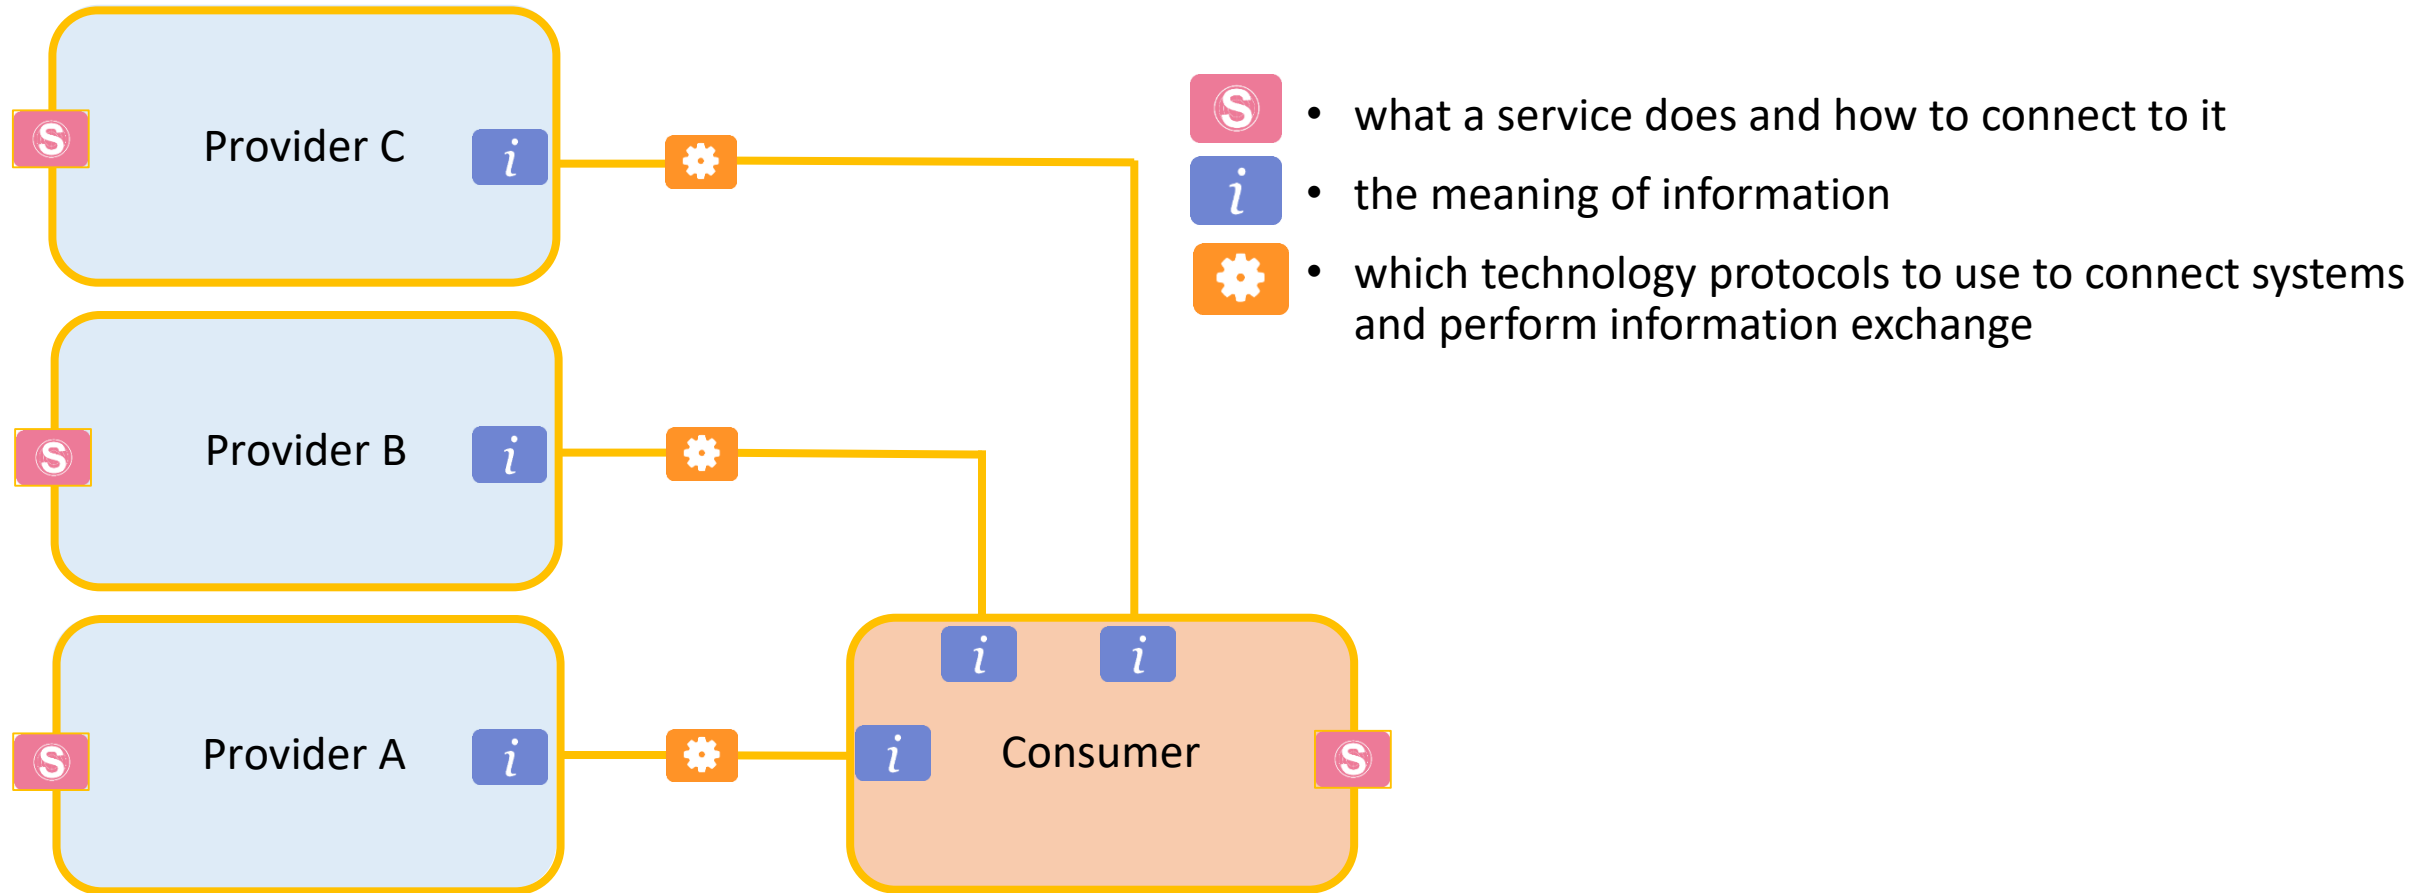 S
• what a service does and how to connect to it
i
• the meaning of information
• which technology protocols to use to connect systems
and perform information exchange
S
Provider C
i
S
Provider B
i
i
i
S
Provider A
i
i
Consumer
S